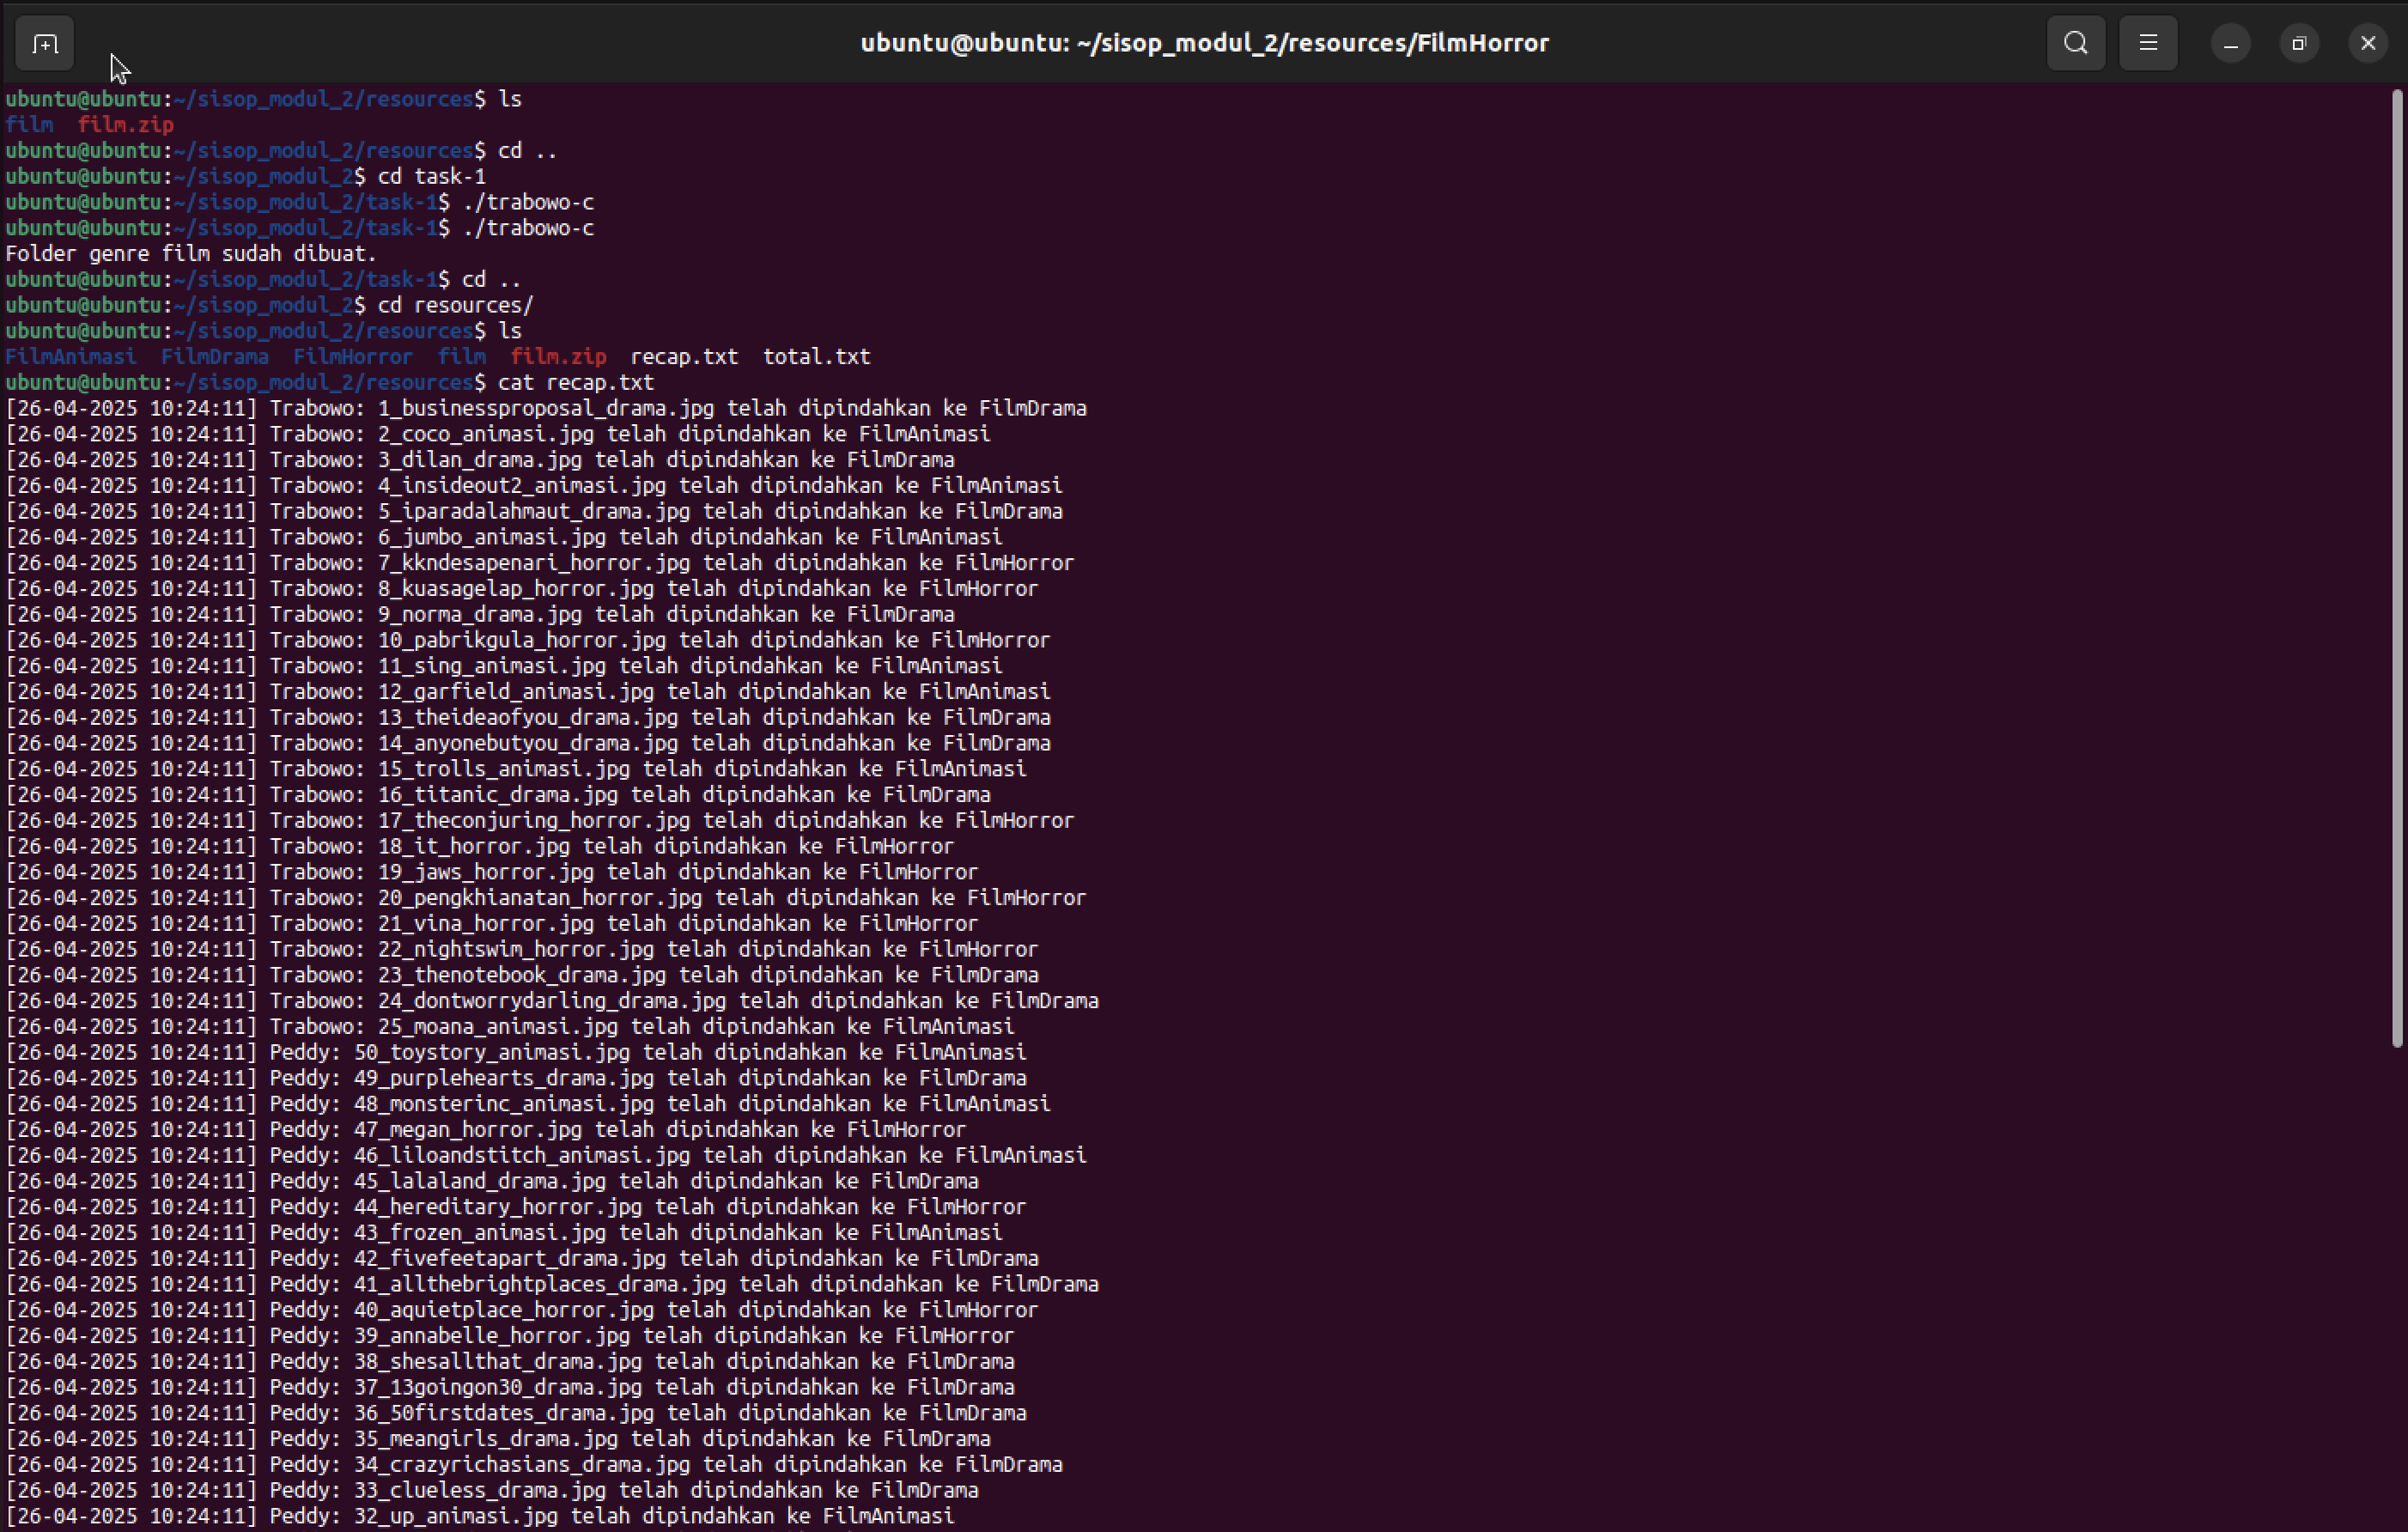 ubuntu@ubuntu: ~/sisop_modul_2/resources/FilmHorror
ubuntu@ubuntu:~/sisop_modul_2/resources$ ls
film  film.zip
ubuntu@ubuntu:~/sisop_modul_2/resources$ cd ..
ubuntu@ubuntu:~/sisop_modul_2$ cd task-1
ubuntu@ubuntu:~/sisop_modul_2/task-1$ ./trabowo-c
ubuntu@ubuntu:~/sisop_modul_2/task-1$ ./trabowo-c
Folder genre film sudah dibuat.
ubuntu@ubuntu:~/sisop_modul_2/task-1$ cd ..
ubuntu@ubuntu:~/sisop_modul_2$ cd resources/
ubuntu@ubuntu:~/sisop_modul_2/resources$ ls
FilmAnimasi  FilmDrama  FilmHorror  film  film.zip  recap.txt  total.txt
ubuntu@ubuntu:~/sisop_modul_2/resources$ cat recap.txt
[26-04-2025 10:24:11] Trabowo: 1_businessproposal_drama.jpg telah dipindahkan ke FilmDrama
[26-04-2025 10:24:11] Trabowo: 2_coco_animasi.jpg telah dipindahkan ke FilmAnimasi
[26-04-2025 10:24:11] Trabowo: 3_dilan_drama.jpg telah dipindahkan ke FilmDrama
[26-04-2025 10:24:11] Trabowo: 4_insideout2_animasi.jpg telah dipindahkan ke FilmAnimasi
[26-04-2025 10:24:11] Trabowo: 5_iparadalahmaut_drama.jpg telah dipindahkan ke FilmDrama
[26-04-2025 10:24:11] Trabowo: 6_jumbo_animasi.jpg telah dipindahkan ke FilmAnimasi
[26-04-2025 10:24:11] Trabowo: 7_kkndesapenari_horror.jpg telah dipindahkan ke FilmHorror
[26-04-2025 10:24:11] Trabowo: 8_kuasagelap_horror.jpg telah dipindahkan ke FilmHorror
[26-04-2025 10:24:11] Trabowo: 9_norma_drama.jpg telah dipindahkan ke FilmDrama
[26-04-2025 10:24:11] Trabowo: 10_pabrikgula_horror.jpg telah dipindahkan ke FilmHorror
[26-04-2025 10:24:11] Trabowo: 11_sing_animasi.jpg telah dipindahkan ke FilmAnimasi
[26-04-2025 10:24:11] Trabowo: 12_garfield_animasi.jpg telah dipindahkan ke FilmAnimasi
[26-04-2025 10:24:11] Trabowo: 13_theideaofyou_drama.jpg telah dipindahkan ke FilmDrama
[26-04-2025 10:24:11] Trabowo: 14_anyonebutyou_drama.jpg telah dipindahkan ke FilmDrama
[26-04-2025 10:24:11] Trabowo: 15_trolls_animasi.jpg telah dipindahkan ke FilmAnimasi
[26-04-2025 10:24:11] Trabowo: 16_titanic_drama.jpg telah dipindahkan ke FilmDrama
[26-04-2025 10:24:11] Trabowo: 17_theconjuring_horror.jpg telah dipindahkan ke FilmHorror
[26-04-2025 10:24:11] Trabowo: 18_it_horror.jpg telah dipindahkan ke FilmHorror
[26-04-2025 10:24:11] Trabowo: 19_jaws_horror.jpg telah dipindahkan ke FilmHorror
[26-04-2025 10:24:11] Trabowo: 20_pengkhianatan_horror.jpg telah dipindahkan ke FilmHorror
[26-04-2025 10:24:11] Trabowo: 21_vina_horror.jpg telah dipindahkan ke FilmHorror
[26-04-2025 10:24:11] Trabowo: 22_nightswim_horror.jpg telah dipindahkan ke FilmHorror
[26-04-2025 10:24:11] Trabowo: 23_thenotebook_drama.jpg telah dipindahkan ke FilmDrama
[26-04-2025 10:24:11] Trabowo: 24_dontworrydarling_drama.jpg telah dipindahkan ke FilmDrama
[26-04-2025 10:24:11] Trabowo: 25_moana_animasi.jpg telah dipindahkan ke FilmAnimasi
[26-04-2025 10:24:11] Peddy: 50_toystory_animasi.jpg telah dipindahkan ke FilmAnimasi
[26-04-2025 10:24:11] Peddy: 49_purplehearts_drama.jpg telah dipindahkan ke FilmDrama
[26-04-2025 10:24:11] Peddy: 48_monsterinc_animasi.jpg telah dipindahkan ke FilmAnimasi
[26-04-2025 10:24:11] Peddy: 47_megan_horror.jpg telah dipindahkan ke FilmHorror
[26-04-2025 10:24:11] Peddy: 46_liloandstitch_animasi.jpg telah dipindahkan ke FilmAnimasi
[26-04-2025 10:24:11] Peddy: 45_lalaland_drama.jpg telah dipindahkan ke FilmDrama
[26-04-2025 10:24:11] Peddy: 44_hereditary_horror.jpg telah dipindahkan ke FilmHorror
[26-04-2025 10:24:11] Peddy: 43_frozen_animasi.jpg telah dipindahkan ke FilmAnimasi
[26-04-2025 10:24:11] Peddy: 42_fivefeetapart_drama.jpg telah dipindahkan ke FilmDrama
[26-04-2025 10:24:11] Peddy: 41_allthebrightplaces_drama.jpg telah dipindahkan ke FilmDrama
[26-04-2025 10:24:11] Peddy: 40_aquietplace_horror.jpg telah dipindahkan ke FilmHorror
[26-04-2025 10:24:11] Peddy: 39_annabelle_horror.jpg telah dipindahkan ke FilmHorror
[26-04-2025 10:24:11] Peddy: 38_shesallthat_drama.jpg telah dipindahkan ke FilmDrama
[26-04-2025 10:24:11] Peddy: 37_13goingon30_drama.jpg telah dipindahkan ke FilmDrama
[26-04-2025 10:24:11] Peddy: 36_50firstdates_drama.jpg telah dipindahkan ke FilmDrama
[26-04-2025 10:24:11] Peddy: 35_meangirls_drama.jpg telah dipindahkan ke FilmDrama
[26-04-2025 10:24:11] Peddy: 34_crazyrichasians_drama.jpg telah dipindahkan ke FilmDrama
[26-04-2025 10:24:11] Peddy: 33_clueless_drama.jpg telah dipindahkan ke FilmDrama
[26-04-2025 10:24:11] Peddy: 32_up_animasi.jpg telah dipindahkan ke FilmAnimasi